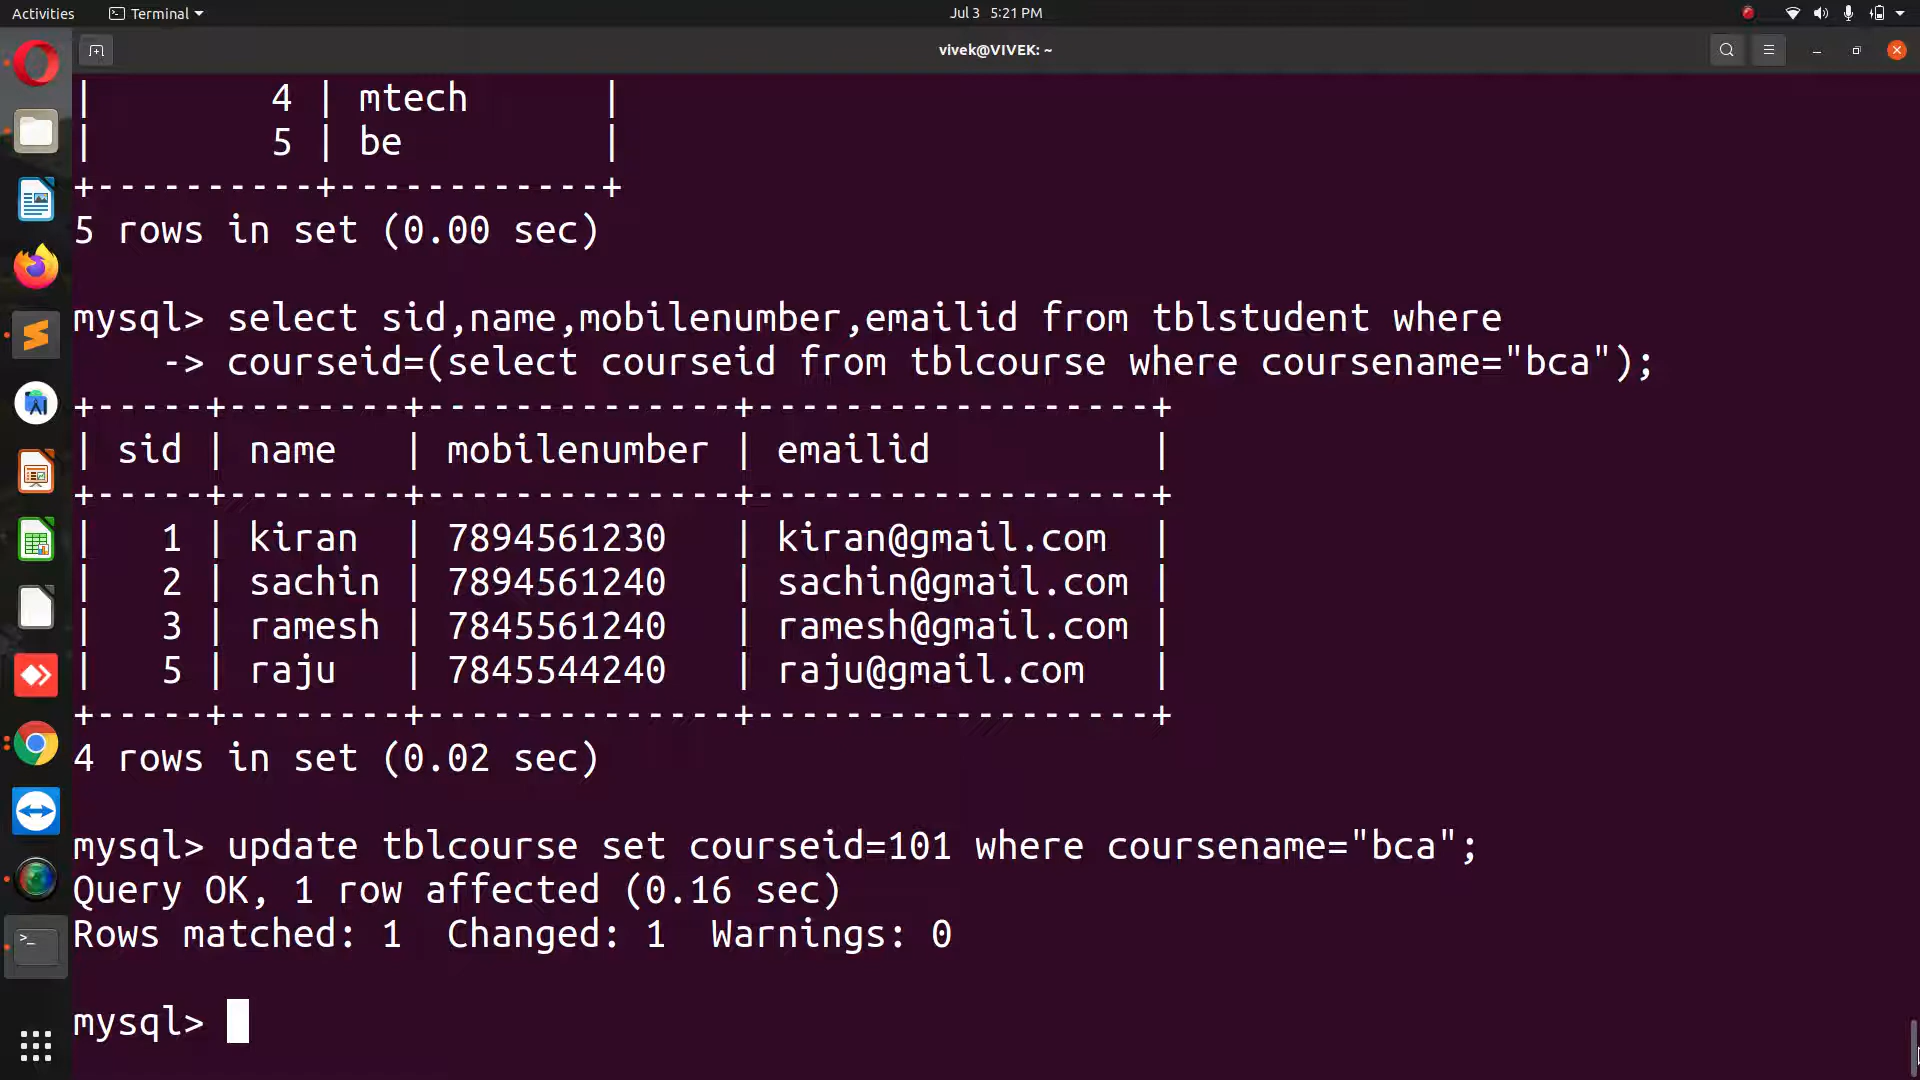 Activities Terminal Jul 3 5:21 PM
vivek@VIVEK: ~
| 4 | mtech |
| 5 | be |
+----------+------------+
5 rows in set (0.00 sec)
mysql> select sid,name,mobilenumber,emailid from tblstudent where
-> courseid=(select courseid from tblcourse where coursename="bca");
+-----+--------+--------------+------------------+
| sid | name | mobilenumber | emailid |
+-----+--------+--------------+------------------+
| 1 | kiran | 7894561230 | kiran@gmail.com |
| 2 | sachin | 7894561240 | sachin@gmail.com |
| 3 | ramesh | 7845561240 | ramesh@gmail.com |
| 5 | raju | 7845544240 | raju@gmail.com |
+-----+--------+--------------+------------------+
4 rows in set (0.02 sec)
mysql> update tblcourse set courseid=101 where coursename="bca";
Query OK, 1 row affected (0.16 sec)
Rows matched: 1 Changed: 1 Warnings: 0
mysql>